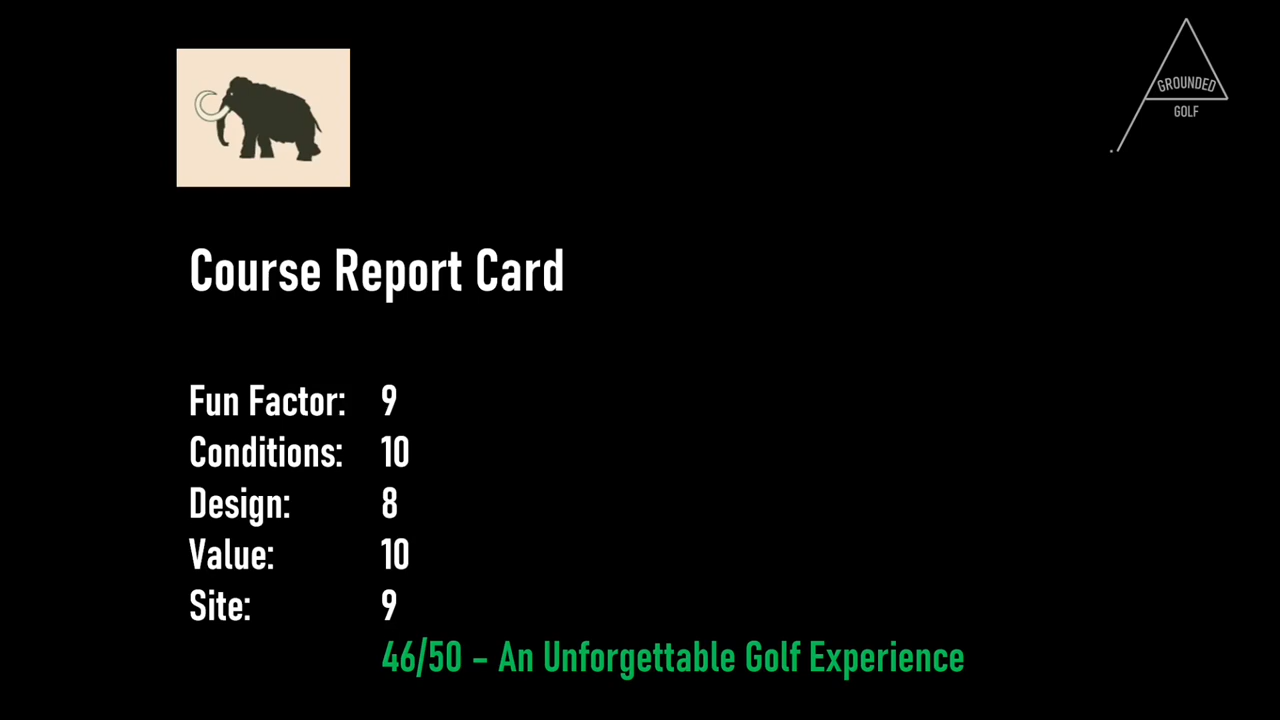 GROUNDED
GOLF
Course Report Card
Fun Factor: 9
Conditions: 10
Design: 8
Value: 10
Site: 9
46/50 - An Unforgettable Golf Experience